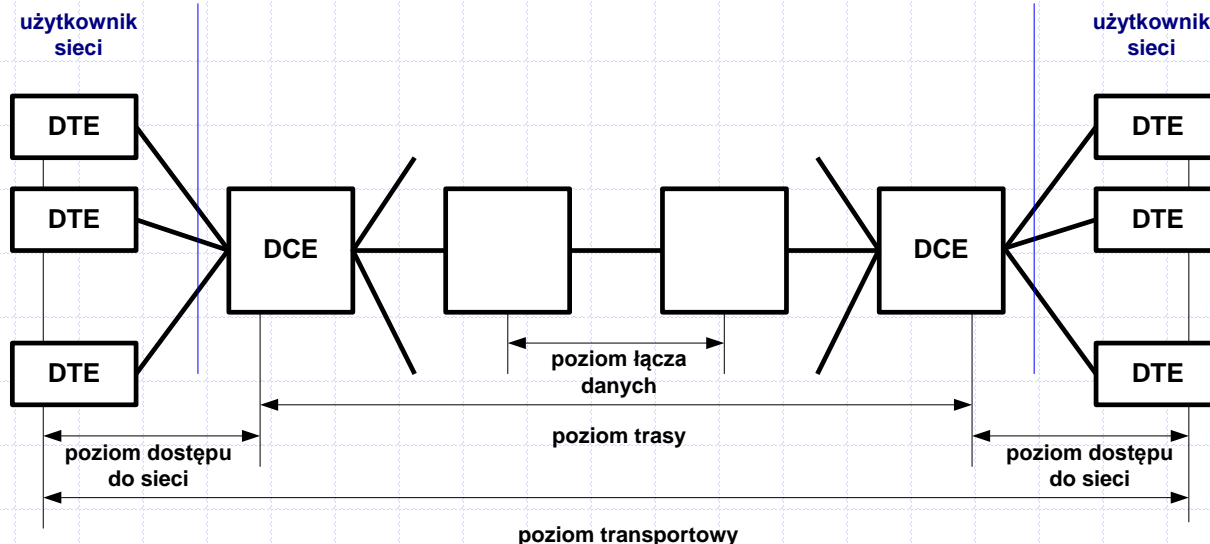 użytkownik
sieci
użytkownik
sieci
DTE
DTE
DTE
DTE
DCE
DCE
DTE
DTE
poziom łącza
danych
poziom trasy
poziom dostępu
do sieci
poziom dostępu
do sieci
poziom transportowy